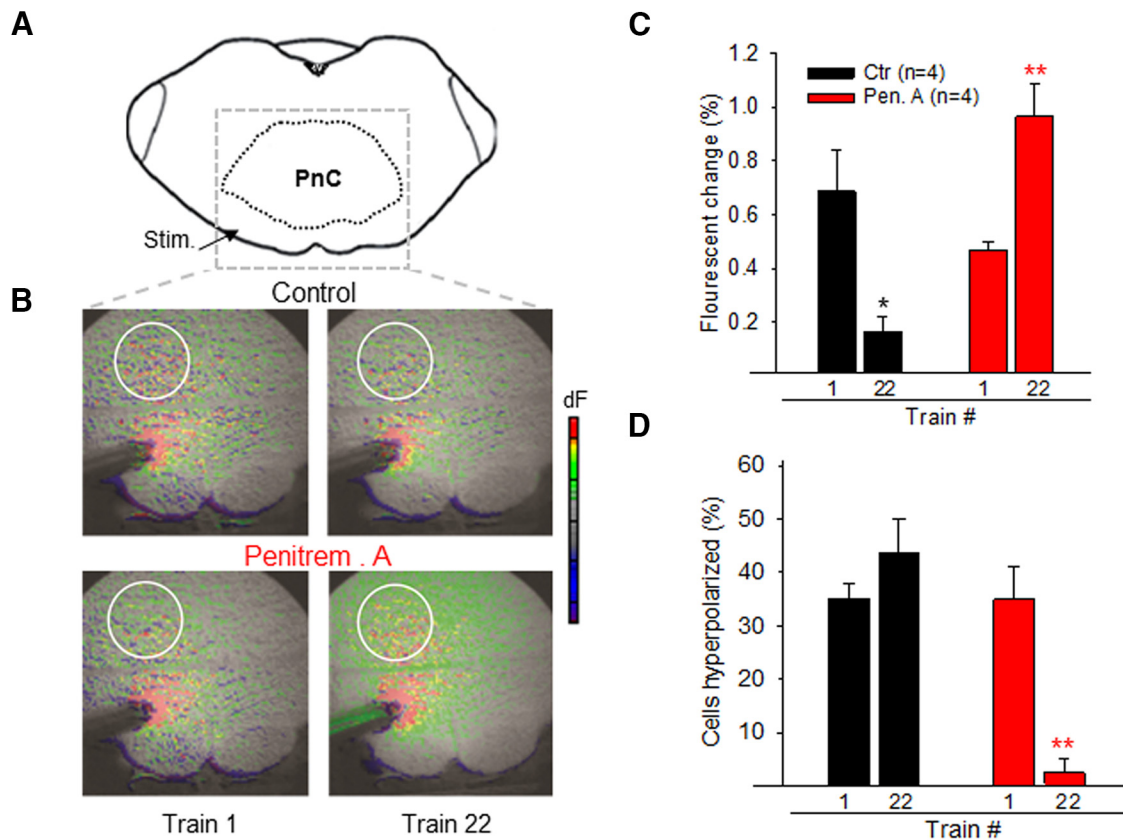 A
PnC
Stim.
B
Control
dF
Penitrem . A
Train 1
Train 22
C
Flourescent change (%)
1.2
1.0
0.8
0.6
0.4
0.2
Ctr (n=4)
Pen. A (n=4)
*
**
1 22 1 22
Train #
D
Cells hyperpolarized (%)
60
50
40
30
20
10
**
1 22 1 22
Train #